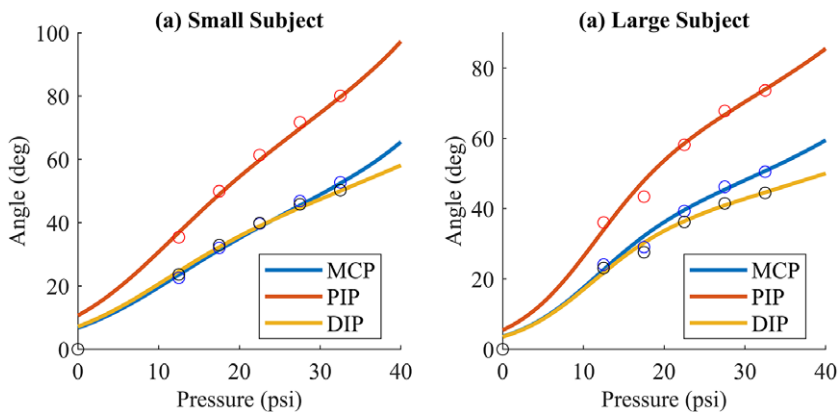 (a) Small Subject
100
80
60
40
20
0
0 10 20 30 40
Angle (deg)
Pressure (psi)
MCP
PIP
DIP
(a) Large Subject
80
60
40
20
0
0 10 20 30 40
Angle (deg)
Pressure (psi)
MCP
PIP
DIP